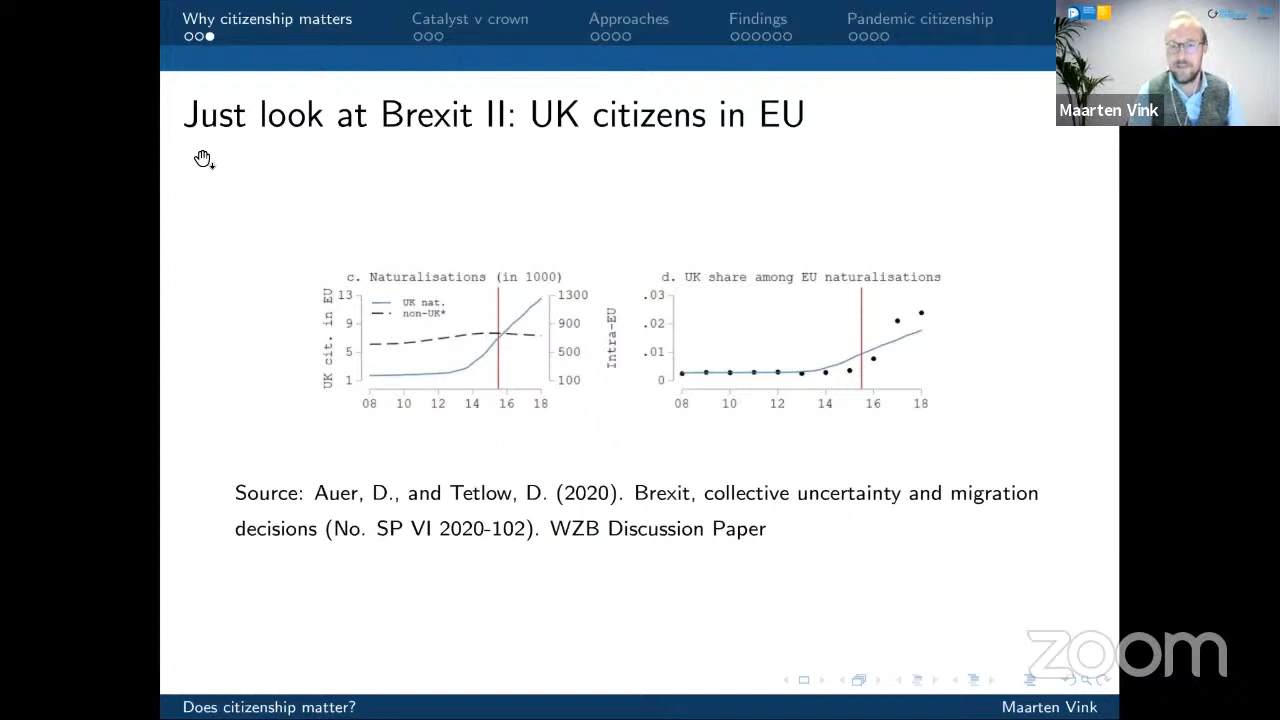 Why citizenship matters
Catalyst v crown
Approaches
Findings
Pandemic citizenship
Maarten Vink
Just look at Brexit II: UK citizens in EU
c. Naturalisations (in 1000)
UK cit. in EU
13
9
5
1
UK nat.
non-UK*
1300
900
500
100
08 10 12 14 16 18
d. UK share among EU naturalisations
Intra-EU
.03
.02
.01
0
08 10 12 14 16 18
Source: Auer, D., and Tetlow, D. (2020). Brexit, collective uncertainty and migration
decisions (No. SP VI 2020-102). WZB Discussion Paper
zoom
Does citizenship matter?
Maarten Vink